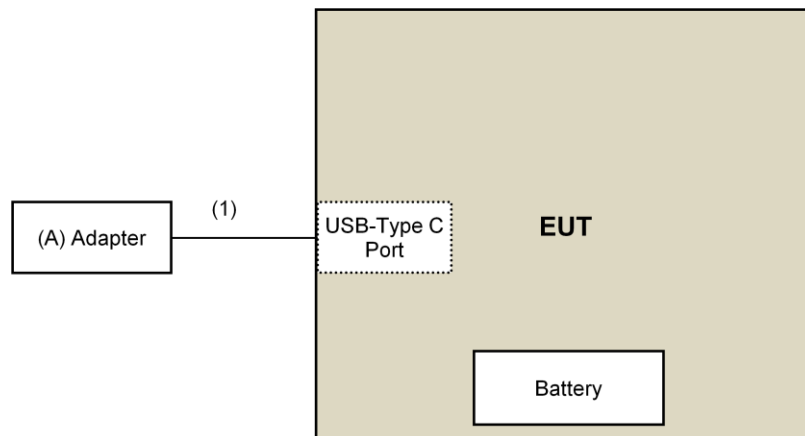 (1)
(A) Adapter
USB-Type C
Port
EUT
Battery